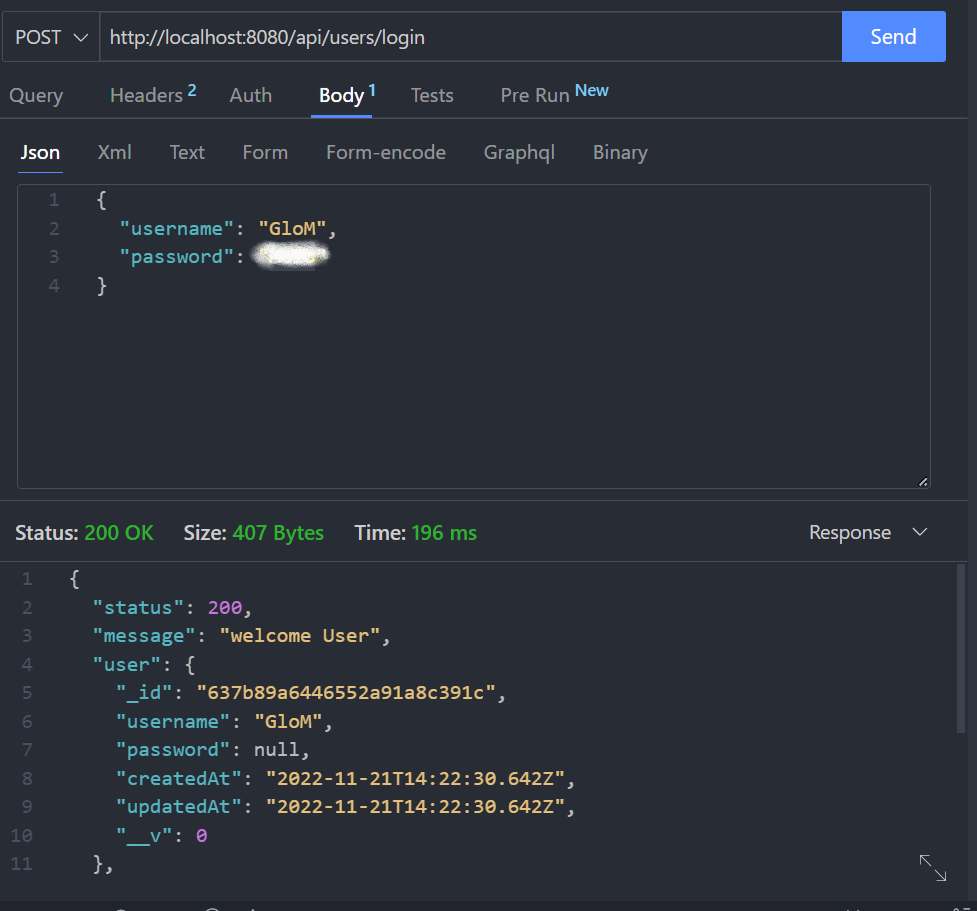 POST http://localhost:8080/api/users/login Send
Query Headers 2 Auth Body 1 Tests Pre Run New
Json Xml Text Form Form-encode Graphql Binary
1 {
2 "username": "GloM",
3 "password":
4 }
Status: 200 OK Size: 407 Bytes Time: 196 ms Response
1 {
2 "status": 200,
3 "message": "welcome User",
4 "user": {
5 "_id": "637b89a6446552a91a8c391c",
6 "username": "GloM",
7 "password": null,
8 "createdAt": "2022-11-21T14:22:30.642Z",
9 "updatedAt": "2022-11-21T14:22:30.642Z",
10 "__v": 0
11 },